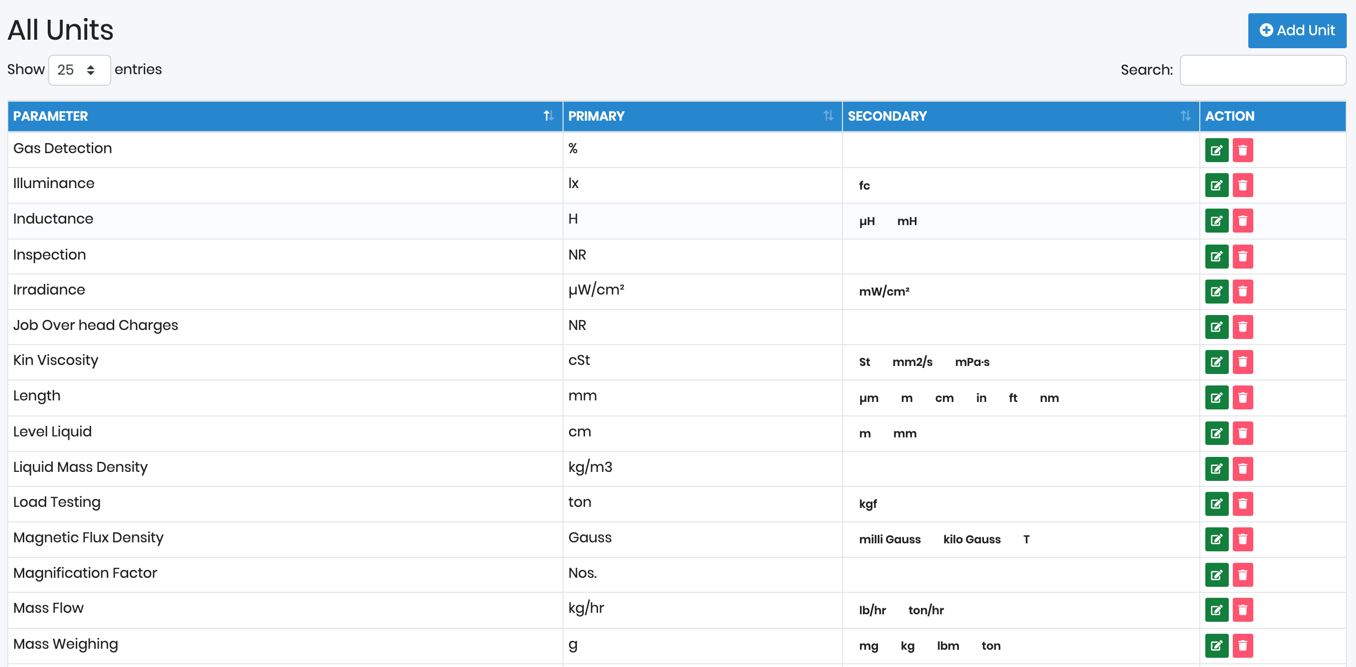 All Units
Add Unit
Show 25 entries
Search:
PARAMETER PRIMARY SECONDARY ACTION
Gas Detection %
Illuminance lx fc
Inductance H µH mH
Inspection NR
Irradiance µW/cm² mW/cm²
Job Over head Charges NR
Kin Viscosity cSt St mm2/s mPa·s
Length mm µm m cm in ft nm
Level Liquid cm m mm
Liquid Mass Density kg/m3
Load Testing ton kgf
Magnetic Flux Density Gauss milli Gauss kilo Gauss T
Magnification Factor Nos.
Mass Flow kg/hr lb/hr ton/hr
Mass Weighing g mg kg lbm ton